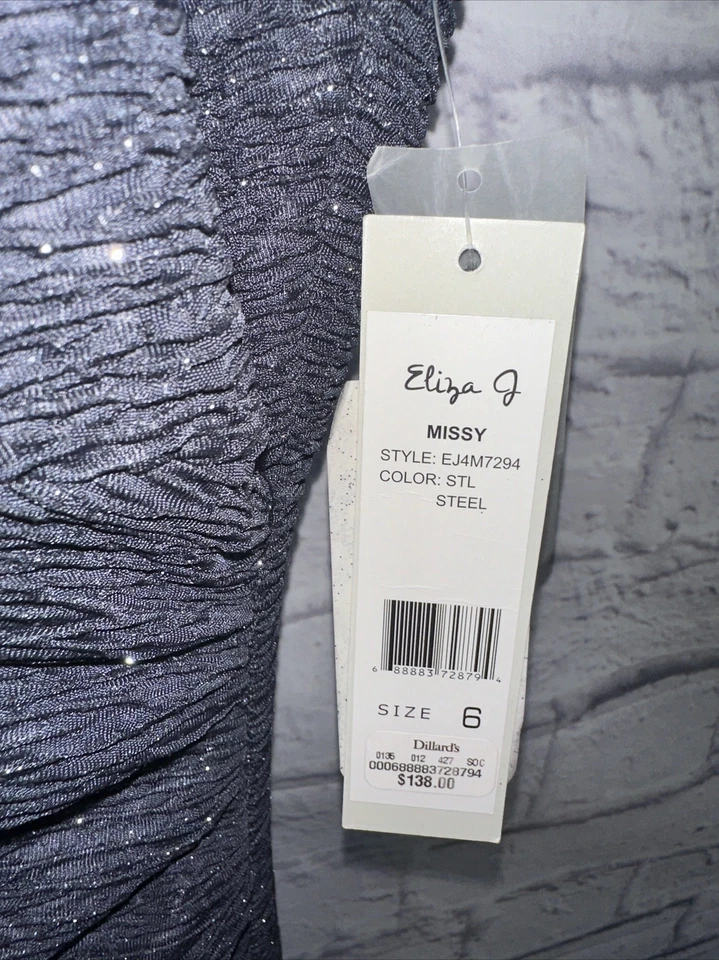 Eliza J
MISSY
STYLE: EJ4M7294
COLOR: STL
STEEL
6 88883 72879 4
SIZE 6
Dillard's
0135 012 427 SOC
000688883728794
$138.00